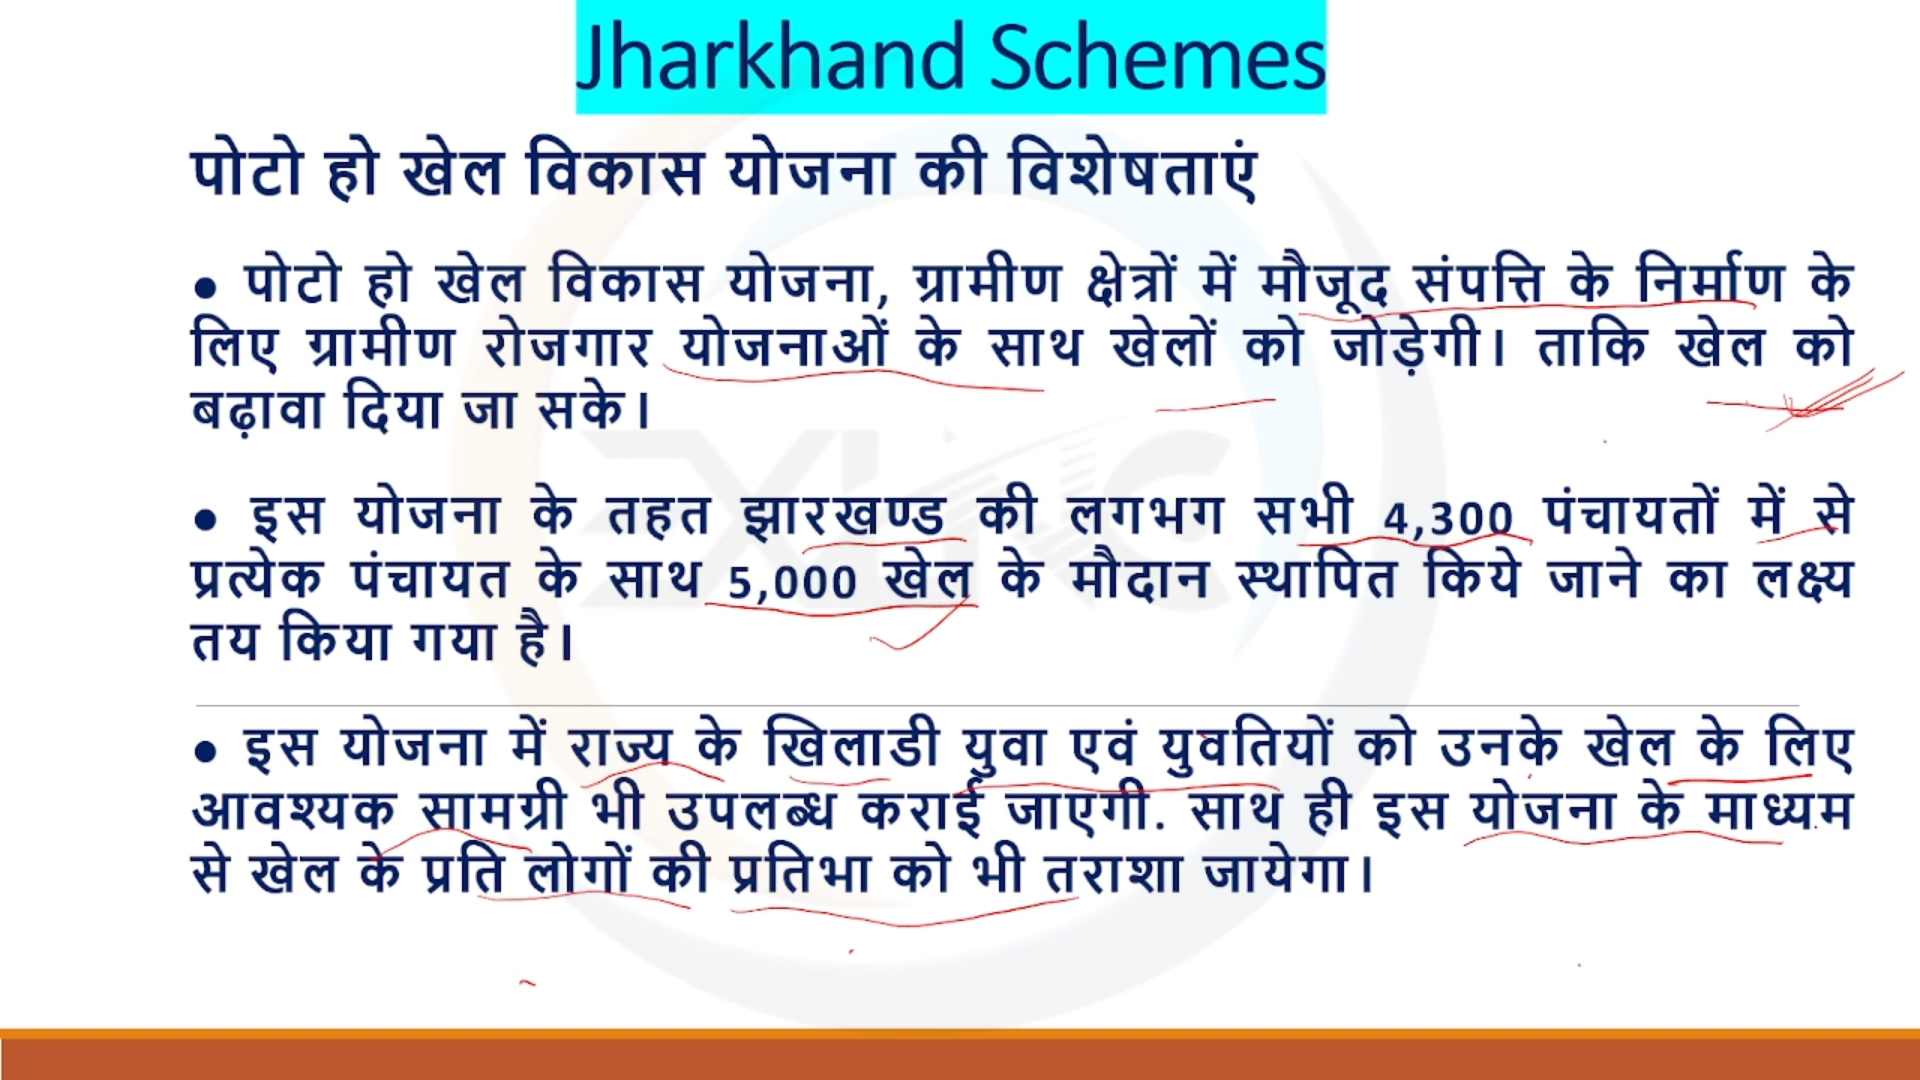 Jharkhand Schemes
पोटो हो खेल विकास योजना की विशेषताएं
• पोटो हो खेल विकास योजना, ग्रामीण क्षेत्रों में मौजूद संपत्ति के निर्माण के
लिए ग्रामीण रोजगार योजनाओं के साथ खेलों को जोड़ेगी। ताकि खेल को
बढ़ावा दिया जा सके।
• इस योजना के तहत झारखण्ड की लगभग सभी 4,300 पंचायतों में से
प्रत्येक पंचायत के साथ 5,000 खेल के मौदान स्थापित किये जाने का लक्ष्य
तय किया गया है।
• इस योजना में राज्य के खिलाडी युवा एवं युवतियों को उनके खेल के लिए
आवश्यक सामग्री भी उपलब्ध कराई जाएगी. साथ ही इस योजना के माध्यम
से खेल के प्रति लोगों की प्रतिभा को भी तराशा जायेगा।